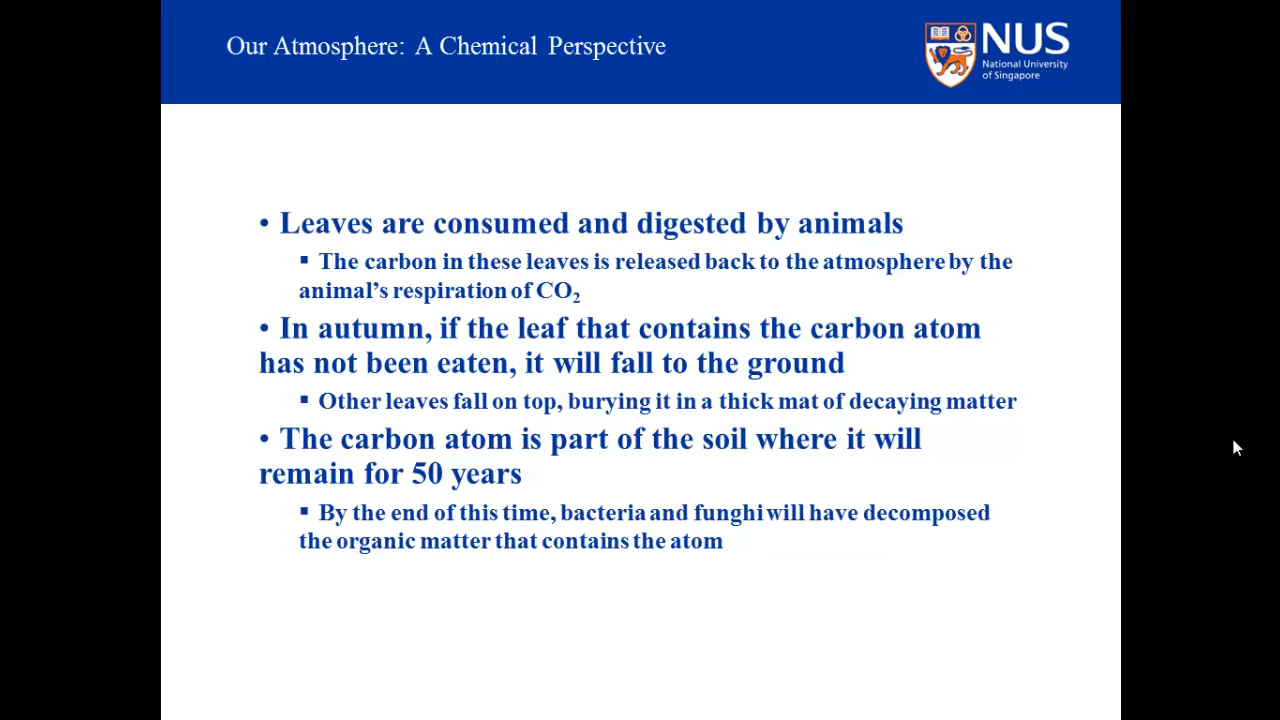 Our Atmosphere: A Chemical Perspective
NUS
National University
of Singapore
• Leaves are consumed and digested by animals
▪ The carbon in these leaves is released back to the atmosphere by the
animal's respiration of CO₂
• In autumn, if the leaf that contains the carbon atom
has not been eaten, it will fall to the ground
▪ Other leaves fall on top, burying it in a thick mat of decaying matter
• The carbon atom is part of the soil where it will
remain for 50 years
▪ By the end of this time, bacteria and funghi will have decomposed
the organic matter that contains the atom